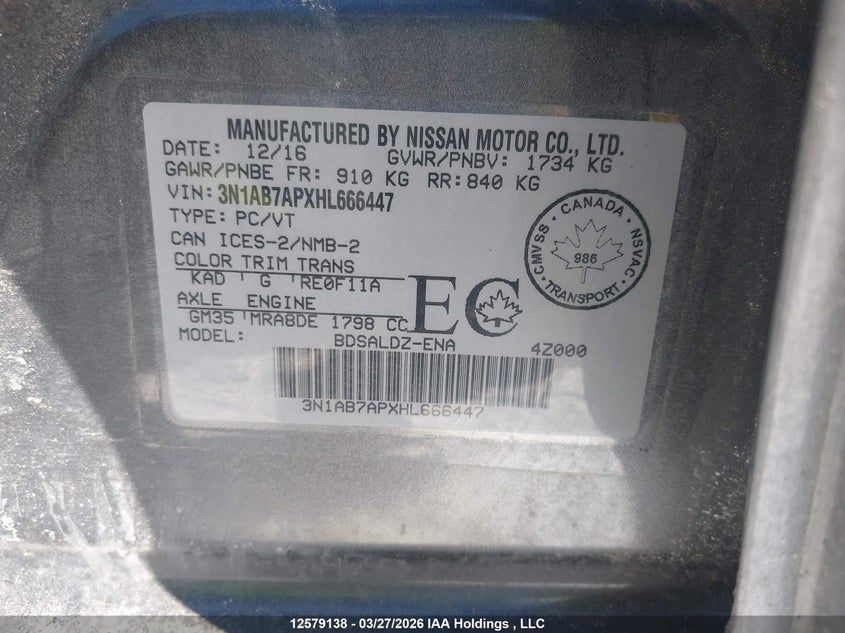 MANUFACTURED BY NISSAN MOTOR CO., LTD.
DATE: 12/16 GVWR/PNBV: 1734 KG
GAWR/PNBE FR: 910 KG RR:840 KG
VIN: 3N1AB7APXHL666447
TYPE: PC/VT
CAN ICES-2/NMB-2
COLOR TRIM TRANS
KAD G RE0F11A
AXLE ENGINE
GM35 MRA8DE 1798 CC
EC
MODEL: BDSALDZ-ENA 4Z000
3N1AB7APXHL666447
CANADA
CMVSS NSVAC
986
TRANSPORT
12579138 - 03/27/2026 IAA Holdings , LLC